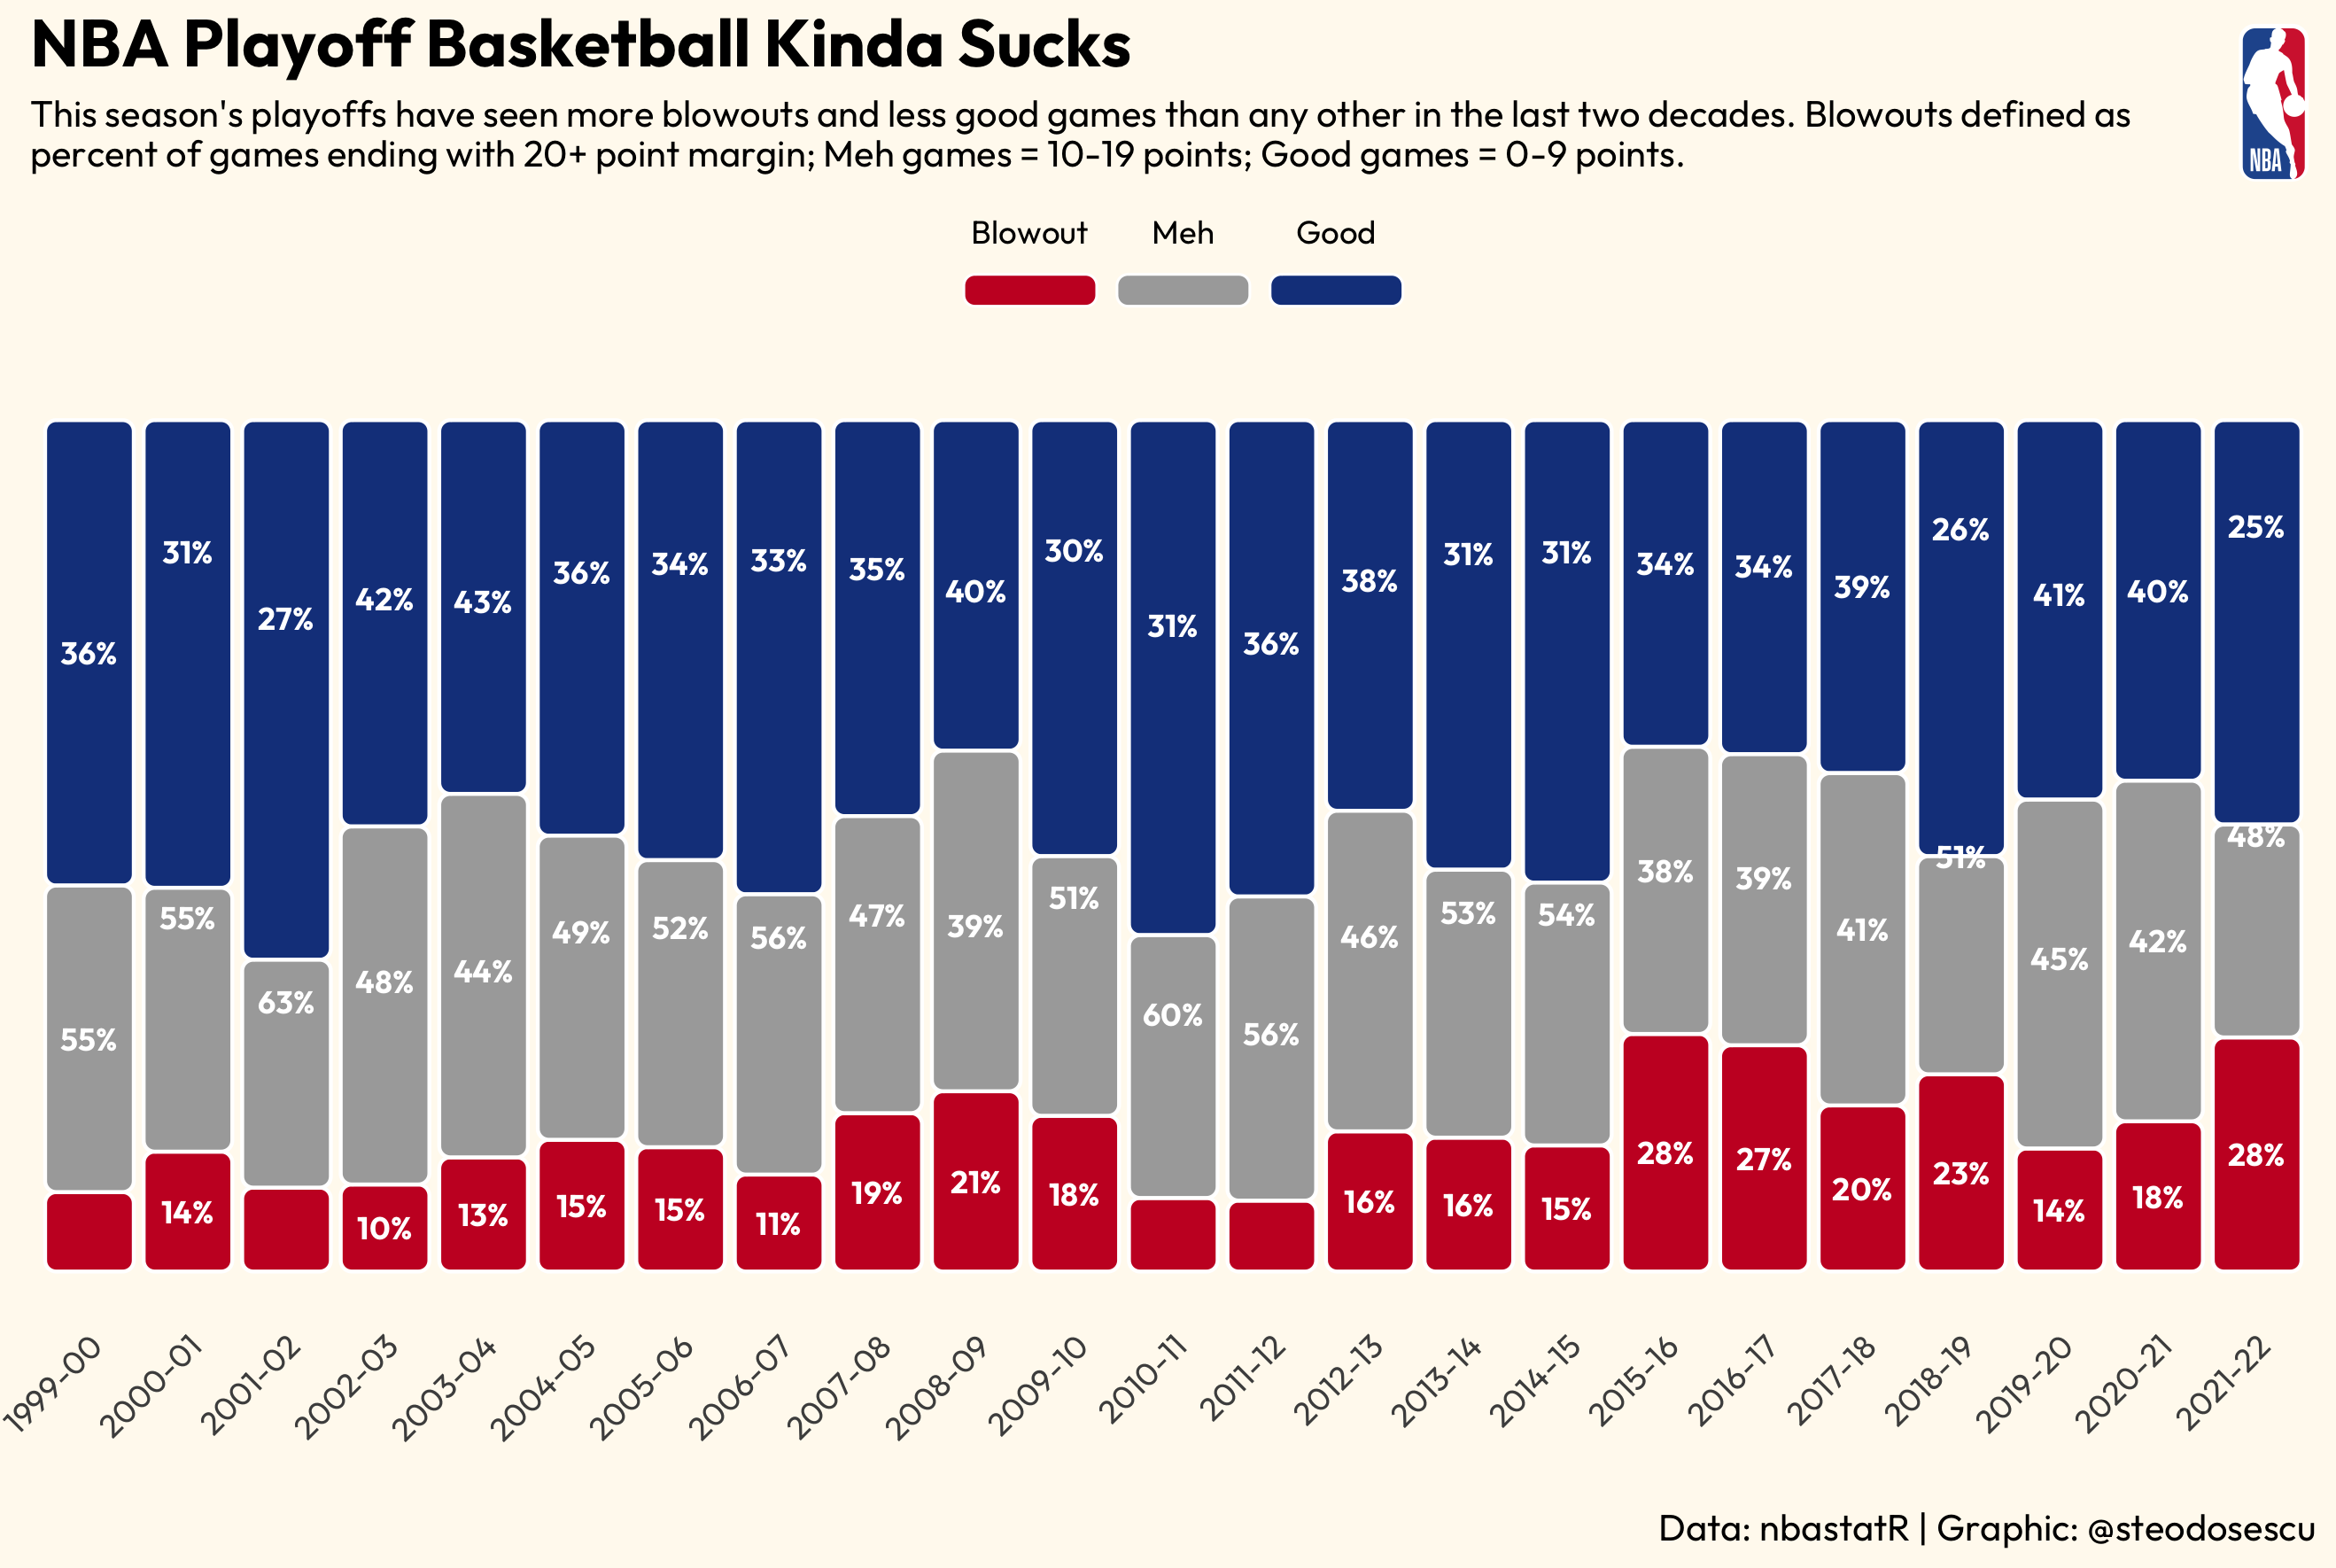 NBA Playoff Basketball Kinda Sucks
This season's playoffs have seen more blowouts and less good games than any other in the last two decades. Blowouts defined as
percent of games ending with 20+ point margin; Meh games = 10-19 points; Good games = 0-9 points.
NBA
Blowout Meh Good
36% 31% 27% 42% 43% 36% 34% 33% 35% 40% 30% 31% 36% 38% 31% 31% 34% 34% 39% 26% 41% 40% 25%
55% 55% 63% 48% 44% 49% 52% 56% 47% 39% 51% 60% 56% 46% 53% 54% 38% 39% 41% 51% 45% 42% 48%
14% 10% 13% 15% 15% 11% 19% 21% 18% 16% 16% 15% 28% 27% 20% 23% 14% 18% 28%
1999-00 2000-01 2001-02 2002-03 2003-04 2004-05 2005-06 2006-07 2007-08 2008-09 2009-10 2010-11 2011-12 2012-13 2013-14 2014-15 2015-16 2016-17 2017-18 2018-19 2019-20 2020-21 2021-22
Data: nbastatR | Graphic: @steodosescu